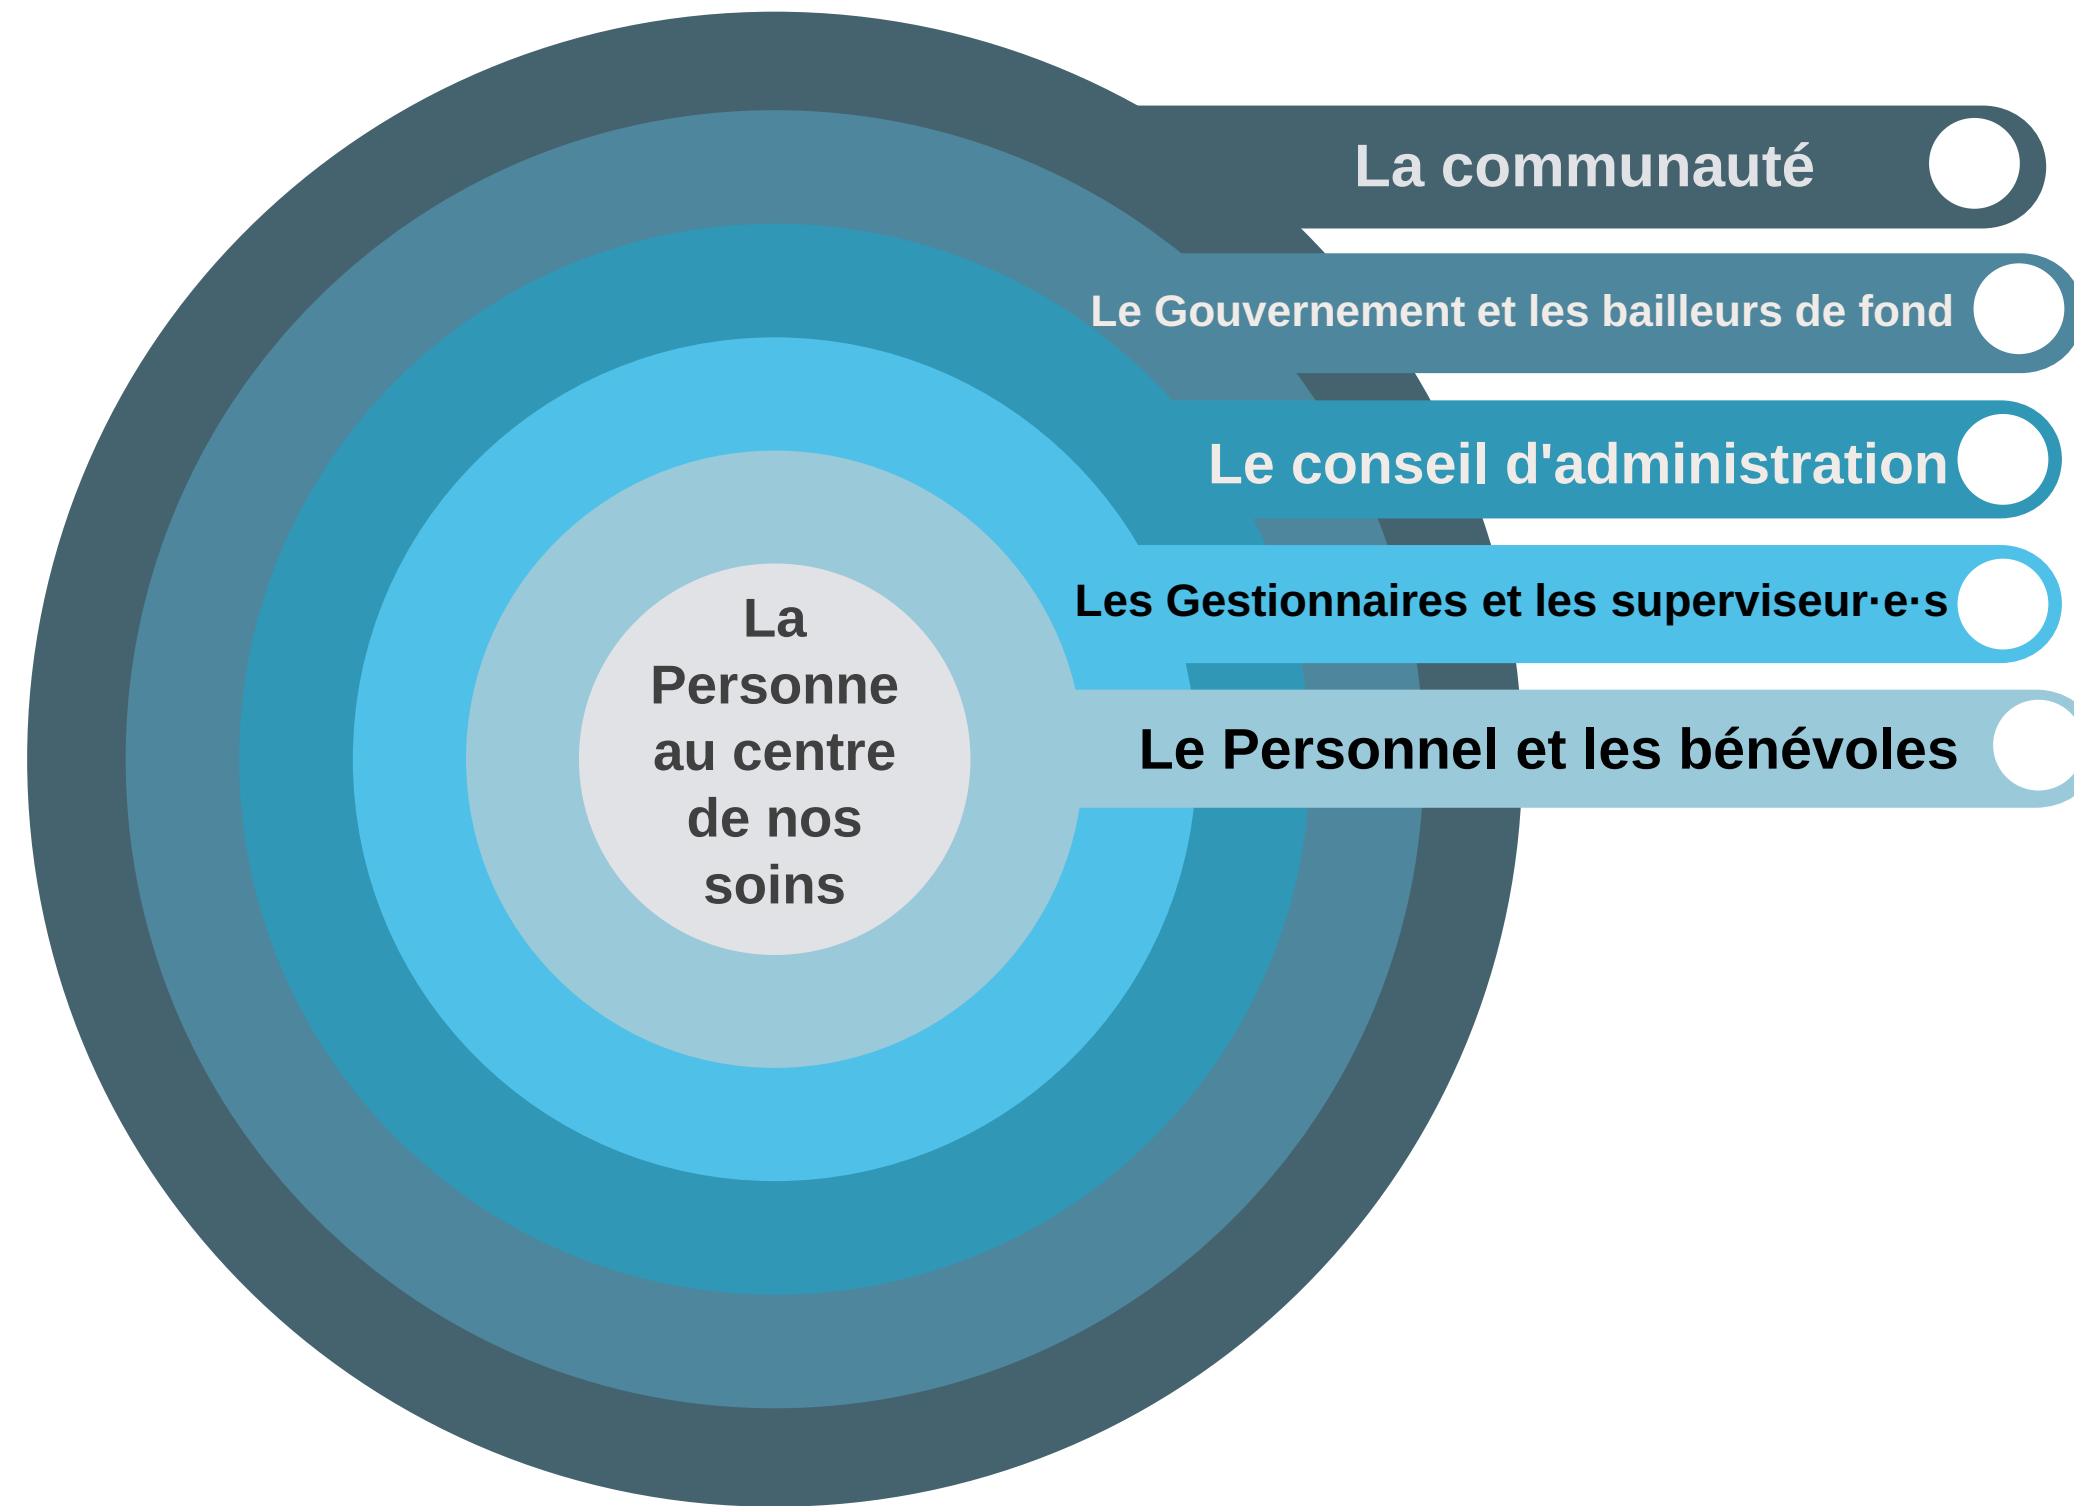 La communauté
Le Gouvernement et les bailleurs de fond
Le conseil d'administration
Les Gestionnaires et les superviseur·e·s
Le Personnel et les bénévoles
La
Personne
au centre
de nos
soins